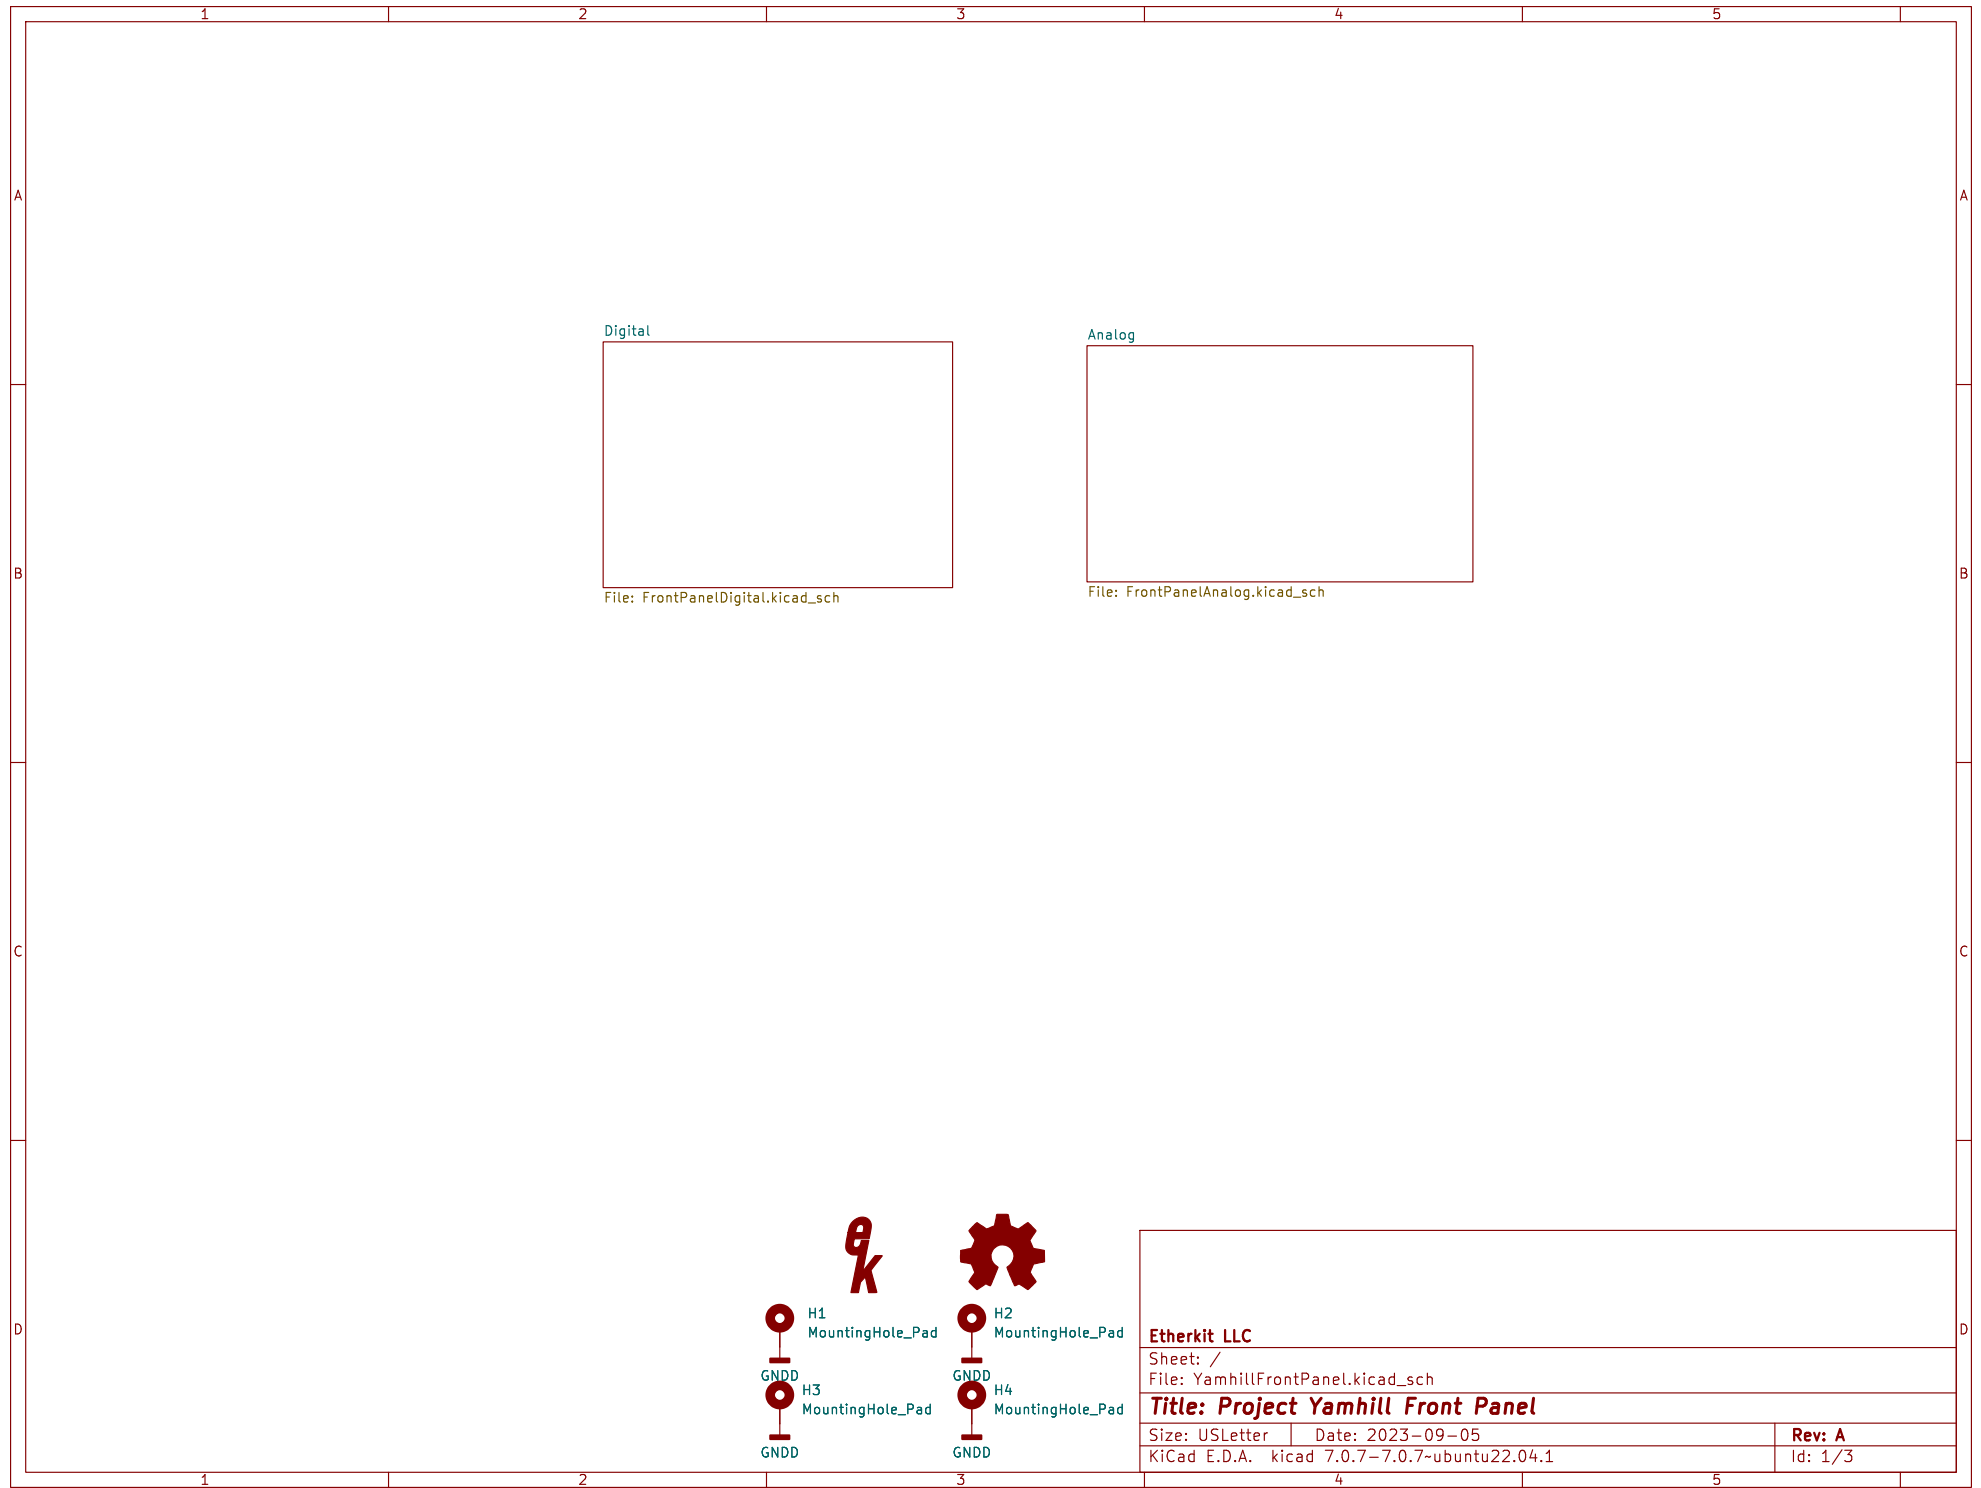 1 2 3 4 5
A A
Digital
Analog
B B
File: FrontPanelDigital.kicad_sch
File: FrontPanelAnalog.kicad_sch
C C
ek
H1
MountingHole_Pad
GNDD
H2
MountingHole_Pad
GNDD
H3
MountingHole_Pad
GNDD
H4
MountingHole_Pad
GNDD
D D
Etherkit LLC
Sheet: /
File: YamhillFrontPanel.kicad_sch
Title: Project Yamhill Front Panel
Size: USLetter Date: 2023-09-05 Rev: A
KiCad E.D.A. kicad 7.0.7-7.0.7~ubuntu22.04.1 Id: 1/3
1 2 3 4 5